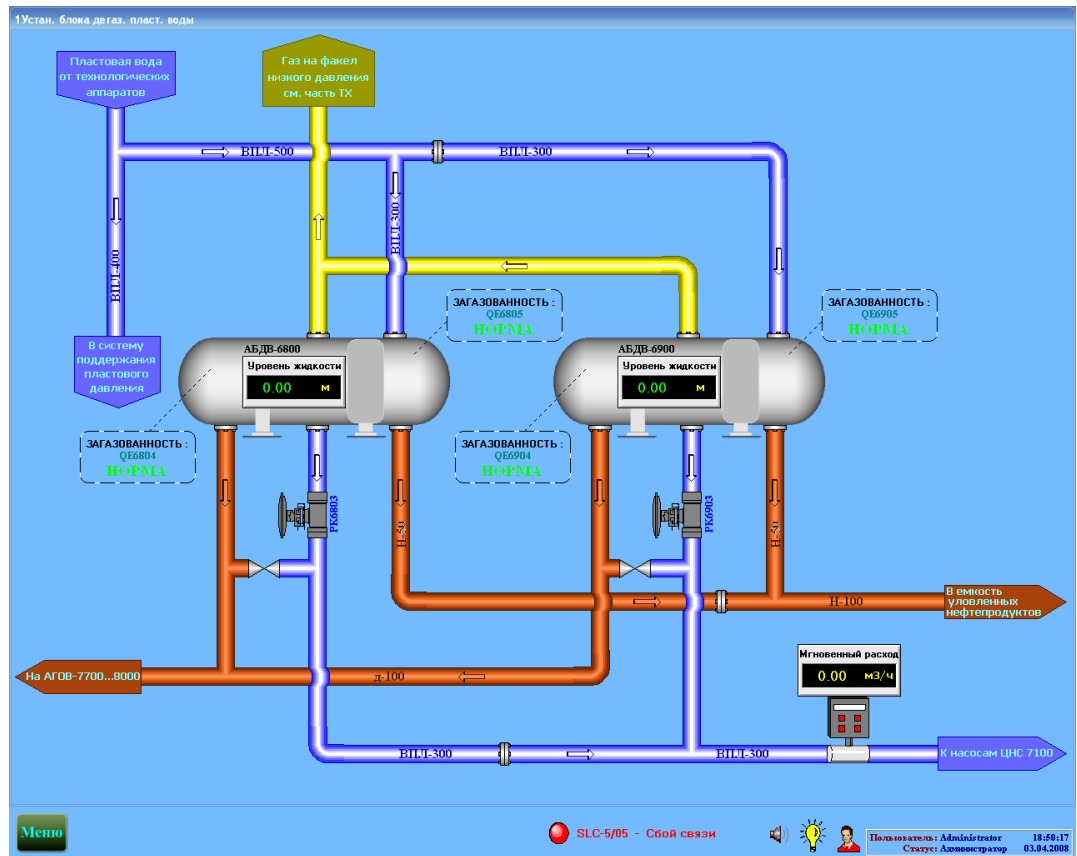 1Устан. блока дегаз. пласт. воды
Пластовая вода
от технологических
аппаратов
Газ на факел
низкого давления
см. часть ТХ
ВПЛ-500
ВПЛ-300
ВПЛ-300
ВПЛ-400
ЗАГАЗОВАННОСТЬ :
QE6805
НОРМА
ЗАГАЗОВАННОСТЬ :
QE6905
НОРМА
В систему
поддержания
пластового
давления
АБДВ-6800
Уровень жидкости
0.00 м
АБДВ-6900
Уровень жидкости
0.00 м
ЗАГАЗОВАННОСТЬ :
QE6804
НОРМА
ЗАГАЗОВАННОСТЬ :
QE6904
НОРМА
РК6803
Н-50
РК6903
Н-50
Н-100
В емкость
уловленных
нефтепродуктов
На АГОВ-7700...8000
д-100
Мгновенный расход
0.00 м3/ч
ВПЛ-300
ВПЛ-300
К насосам ЦНС 7100
Меню
SLC-5/05 - Сбой связи
Пользователь: Administrator 18:50:17
Статус: Администратор 03.04.2008